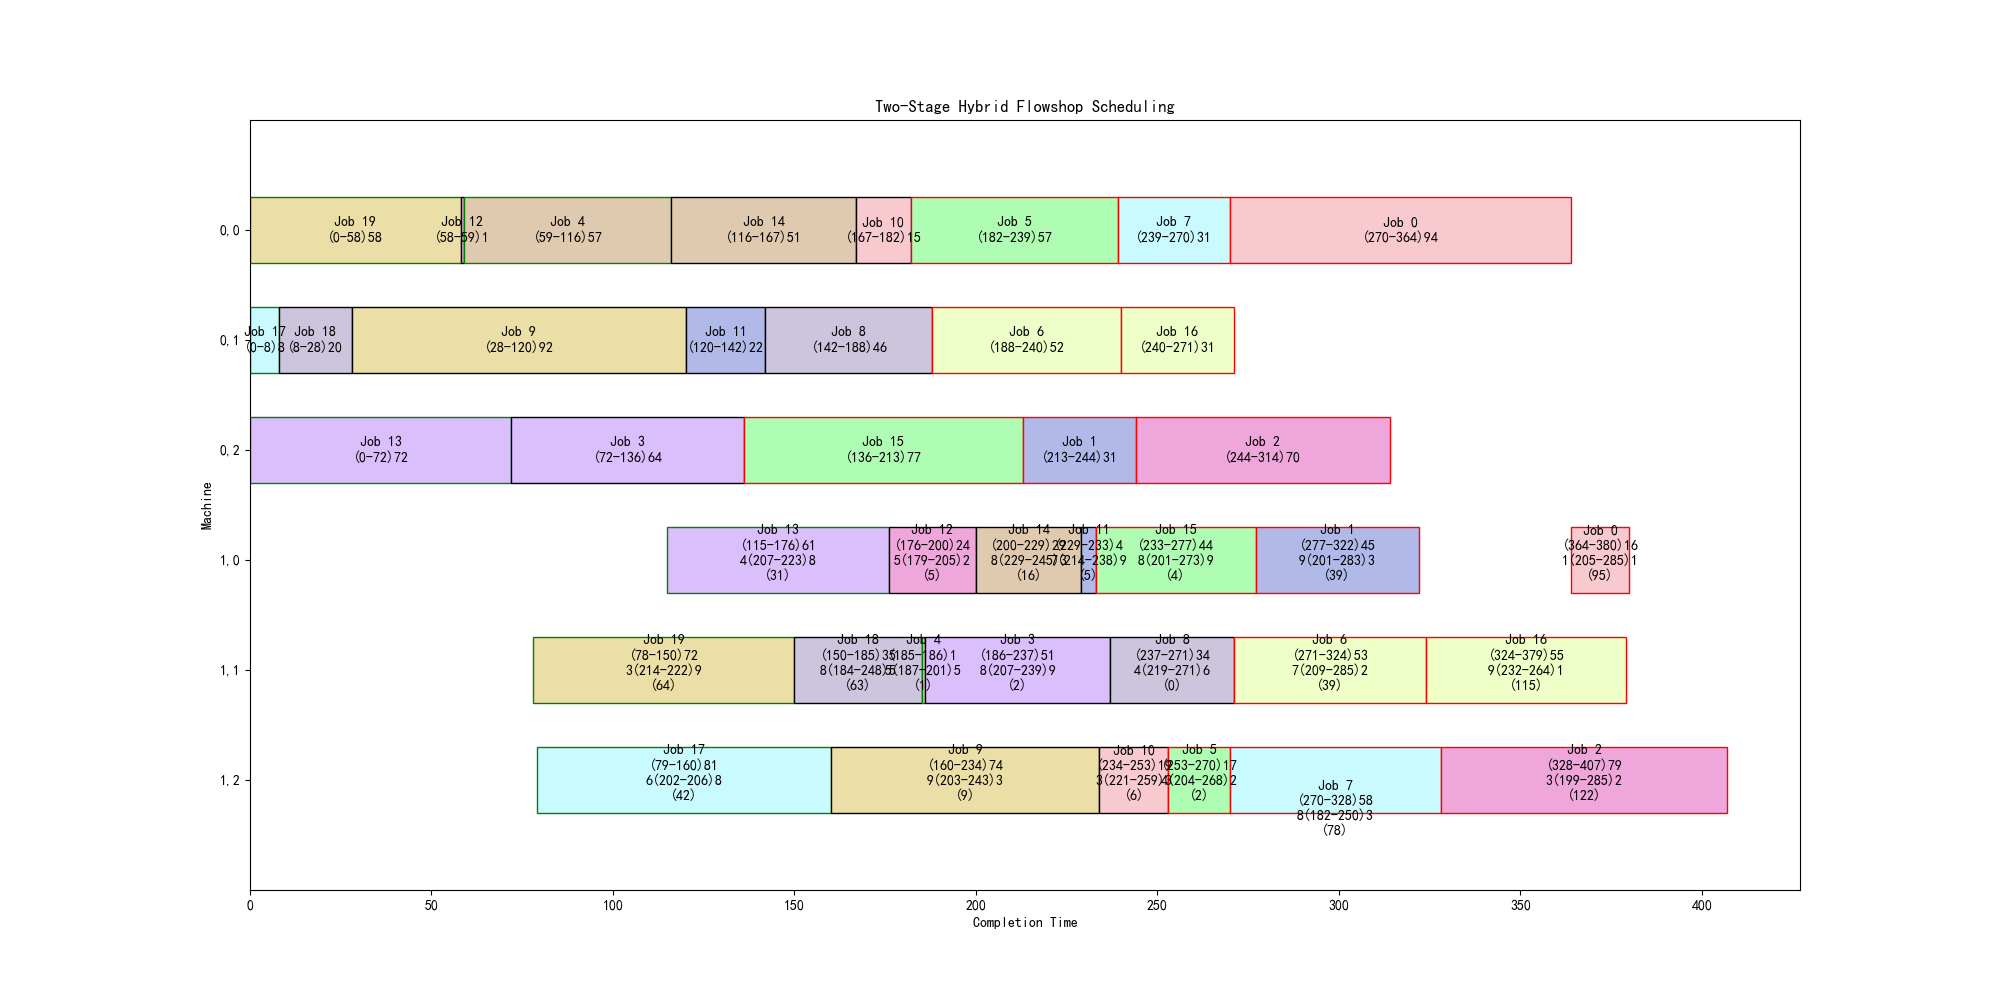 Two-Stage Hybrid Flowshop Scheduling
Machine
0,0
Job 19
(0-58)58
Job 12
(58-59)1
Job 4
(59-116)57
Job 14
(116-167)51
Job 10
(167-182)15
Job 5
(182-239)57
Job 7
(239-270)31
Job 0
(270-364)94
0,1
Job 17
(0-8)8
Job 18
(8-28)20
Job 9
(28-120)92
Job 11
(120-142)22
Job 8
(142-188)46
Job 6
(188-240)52
Job 16
(240-271)31
0,2
Job 13
(0-72)72
Job 3
(72-136)64
Job 15
(136-213)77
Job 1
(213-244)31
Job 2
(244-314)70
1,0
Job 13
(115-176)61
4(207-223)8
(31)
Job 12
(176-200)24
5(179-205)2
(5)
Job 14
(200-229)29
8(229-245)
(16)
Job 11
(229-233)4
(214-238)9
(5)
Job 15
(233-277)44
8(201-273)9
(4)
Job 1
(277-322)45
9(201-283)3
(39)
Job 0
(364-380)16
1(205-285)1
(95)
1,1
Job 19
(78-150)72
3(214-222)9
(64)
Job 18
(150-185)35
8(184-248)
(63)
Job 4
(185-186)1
(187-201)5
(1)
Job 3
(186-237)51
8(207-239)9
(2)
Job 8
(237-271)34
4(219-271)6
(0)
Job 6
(271-324)53
7(209-285)2
(39)
Job 16
(324-379)55
9(232-264)1
(115)
1,2
Job 17
(79-160)81
6(202-206)8
(42)
Job 9
(160-234)74
9(203-243)3
(9)
Job 10
(234-253)19
3(221-259)
(6)
Job 5
(253-270)17
(204-268)2
(2)
Job 7
(270-328)58
8(182-250)3
(78)
Job 2
(328-407)79
3(199-285)2
(122)
0 50 100 150 200 250 300 350 400
Completion Time